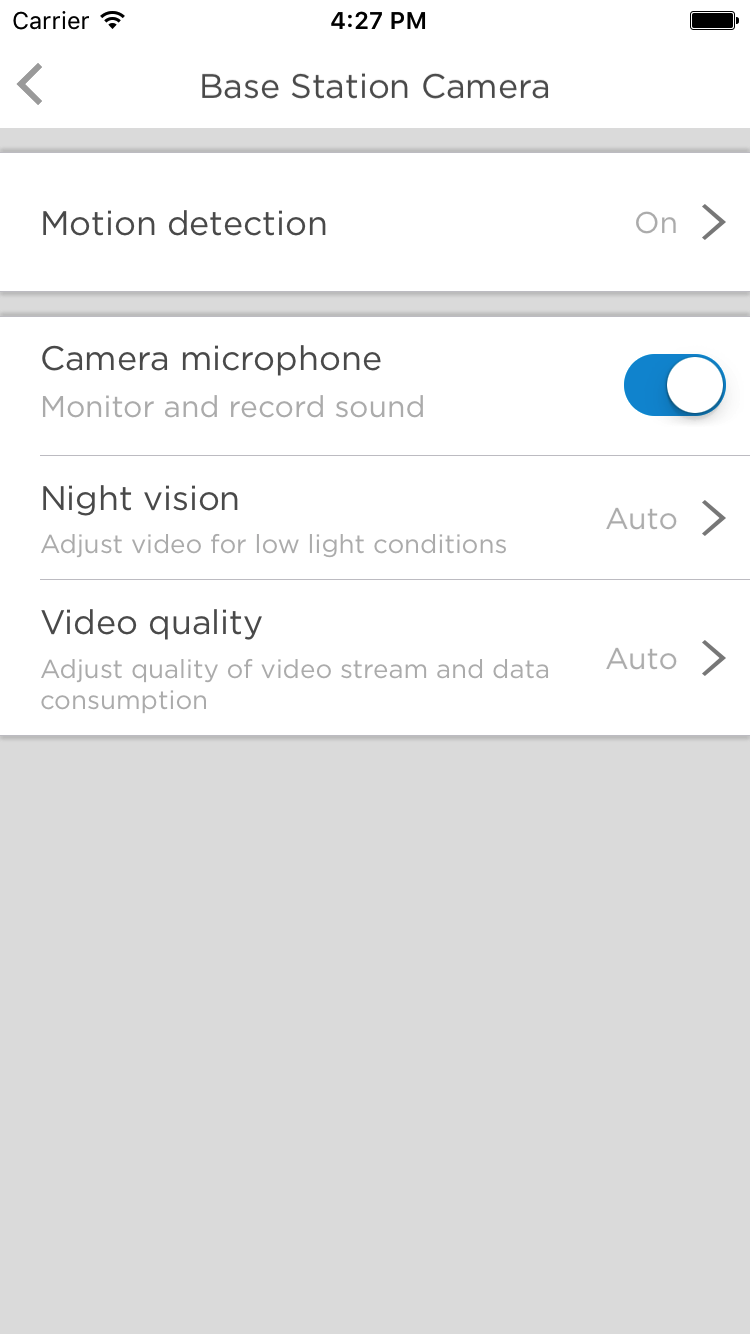 Carrier 4:27 PM
Base Station Camera
Motion detection On
Camera microphone
Monitor and record sound
Night vision
Auto
Adjust video for low light conditions
Video quality
Auto
Adjust quality of video stream and data
consumption